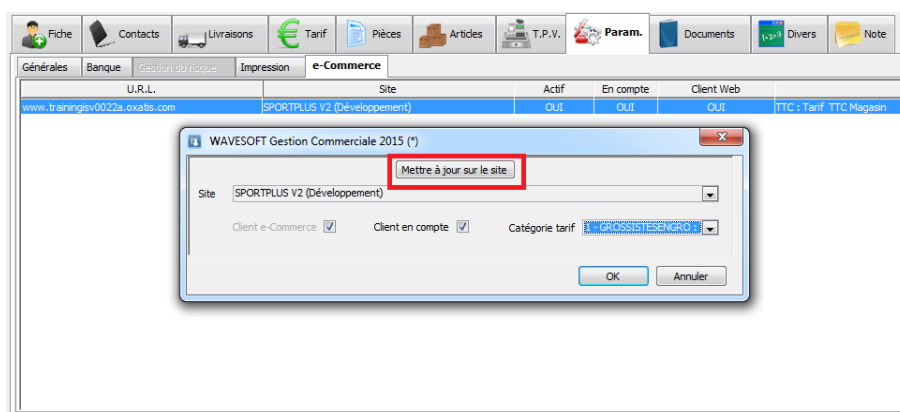 Fiche Contacts Livraisons Tarif Pièces Articles T.P.V. Param. Documents Divers Note
Générales Banque Gestion du risque Impression e-Commerce
U.R.L. Site Actif En compte Client Web
www.trainingisv0022a.oxatis.com SPORTPLUS V2 (Développement) OUI OUI OUI TTC : Tarif TTC Magasin
WAVESOFT Gestion Commerciale 2015 (*)
Mettre à jour sur le site
Site SPORTPLUS V2 (Développement)
Client e-Commerce Client en compte Catégorie tarif 1 - GROSSISTESENGRO :
OK Annuler